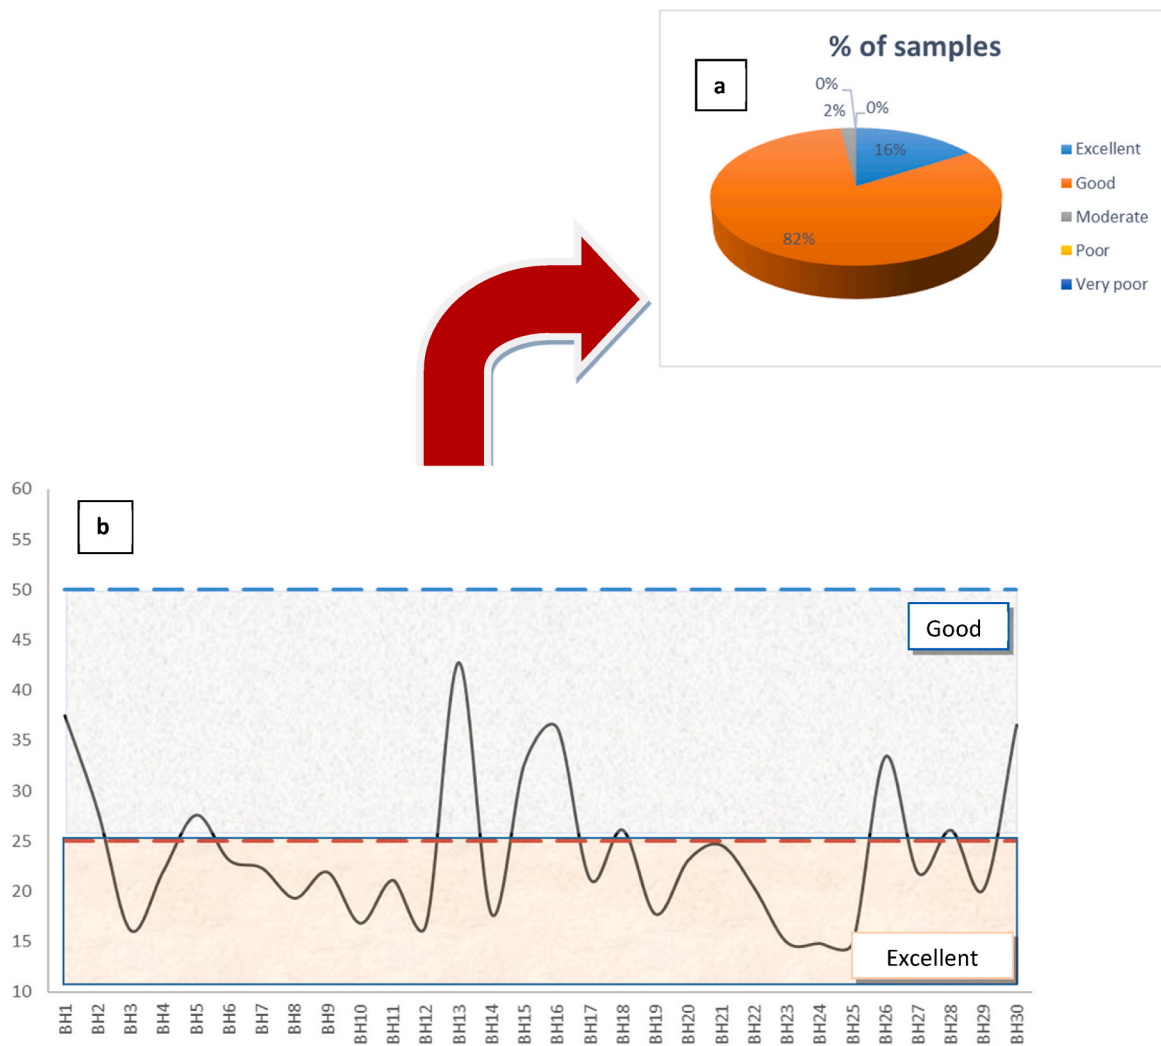 % of samples
a
0%
2%
0%
16%
82%
Excellent
Good
Moderate
Poor
Very poor
60
b
55
50
45
Good
40
35
30
25
20
15
Excellent
10
BH1
BH2
BH3
BH4
BH5
BH6
BH7
BH8
BH9
BH10
BH11
BH12
BH13
BH14
BH15
BH16
BH17
BH18
BH19
BH20
BH21
BH22
BH23
BH24
BH25
BH26
BH27
BH28
BH29
BH30